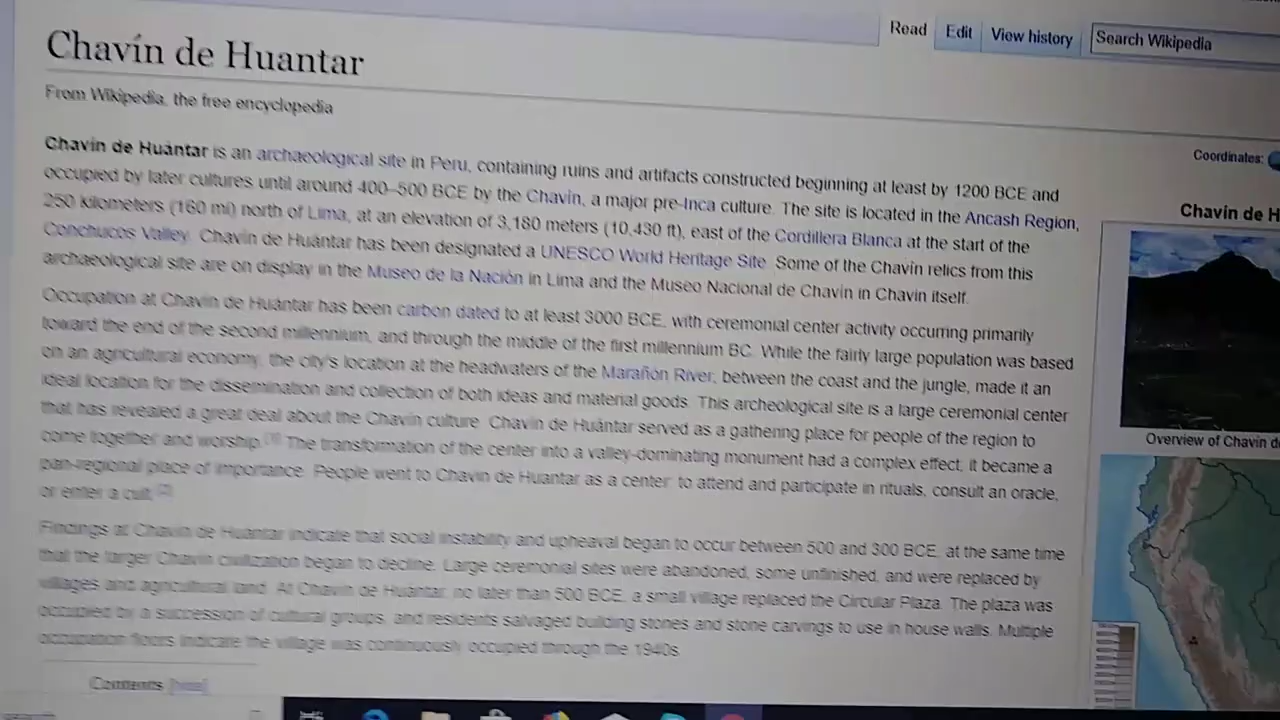 Read Edit View history Search Wikipedia
Chavín de Huantar
From Wikipedia, the free encyclopedia
Coordinates:
Chavín de Huántar is an archaeological site in Peru, containing ruins and artifacts constructed beginning at least by 1200 BCE and
occupied by later cultures until around 400–500 BCE by the Chavín, a major pre-Inca culture. The site is located in the Ancash Region,
250 kilometers (160 mi) north of Lima, at an elevation of 3,180 meters (10,430 ft), east of the Cordillera Blanca at the start of the
Conchucos Valley. Chavín de Huántar has been designated a UNESCO World Heritage Site. Some of the Chavín relics from this
archaeological site are on display in the Museo de la Nación in Lima and the Museo Nacional de Chavín in Chavín itself.
Occupation at Chavín de Huántar has been carbon dated to at least 3000 BCE, with ceremonial center activity occurring primarily
toward the end of the second millennium, and through the middle of the first millennium BC. While the fairly large population was based
on an agricultural economy, the city's location at the headwaters of the Marañón River, between the coast and the jungle, made it an
ideal location for the dissemination and collection of both ideas and material goods. This archeological site is a large ceremonial center
that has revealed a great deal about the Chavín culture. Chavín de Huántar served as a gathering place for people of the region to
come together and worship. The transformation of the center into a valley-dominating monument had a complex effect; it became a
pan-regional place of importance. People went to Chavin de Huantar as a center: to attend and participate in rituals, consult an oracle,
or enter a cult.
Findings at Chavín de Huántar indicate that social instability and upheaval began to occur between 500 and 300 BCE, at the same time
that the larger Chavín civilization began to decline. Large ceremonial sites were abandoned, some unfinished, and were replaced by
villages and agricultural land. At Chavín de Huántar, no later than 500 BCE, a small village replaced the Circular Plaza. The plaza was
occupied by a succession of cultural groups, and residents salvaged building stones and stone carvings to use in house walls. Multiple
occupation floors indicate the village was continuously occupied through the 1940s.
Contents [hide]
Chavín de H
Overview of Chavín de